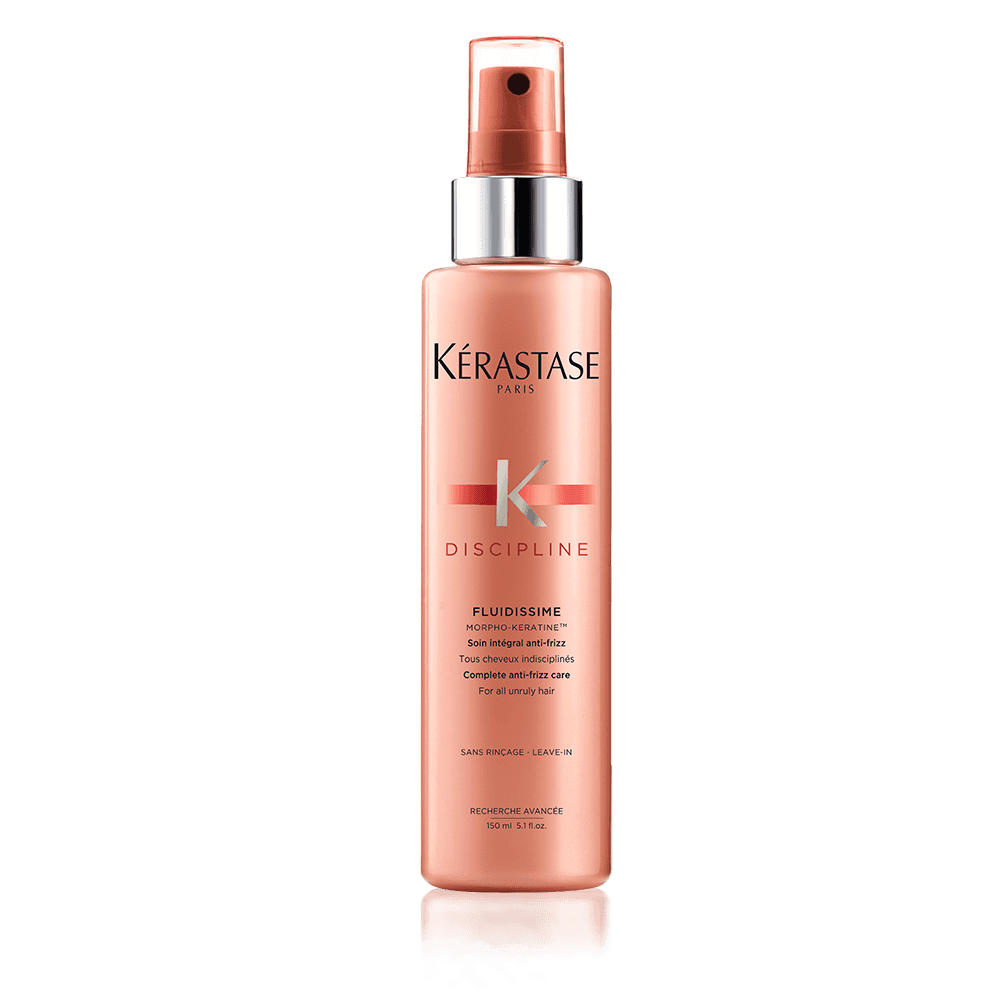 KÉRASTASE
PARIS
K
DISCIPLINE
FLUIDISSIME
MORPHO-KERATINE™
Soin intégral anti-frizz
Tous cheveux indisciplinés
Complete anti-frizz care
For all unruly hair
SANS RINÇAGE - LEAVE-IN
RECHERCHE AVANCÉE
150 ml 5.1 fl.oz.